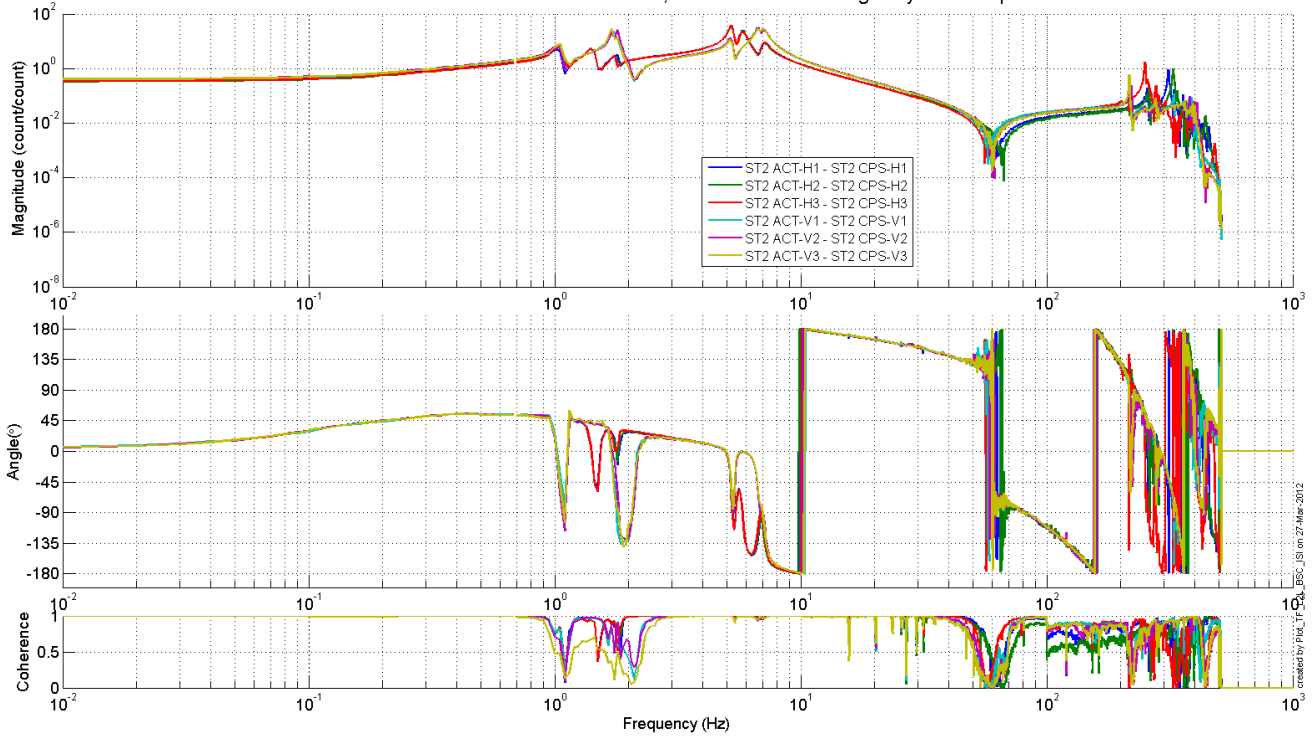 10^2
10^0
10^-2
10^-4
10^-6
10^-8
Magnitude (count/count)
ST2 ACT-H1 - ST2 CPS-H1
ST2 ACT-H2 - ST2 CPS-H2
ST2 ACT-H3 - ST2 CPS-H3
ST2 ACT-V1 - ST2 CPS-V1
ST2 ACT-V2 - ST2 CPS-V2
ST2 ACT-V3 - ST2 CPS-V3
10^-2 10^-1 10^0 10^1 10^2 10^3
180
135
90
45
0
-45
-90
-135
-180
Angle(°)
10^-2 10^-1 10^0 10^1 10^2
1
0.5
0
Coherence
10^-2 10^-1 10^0 10^1 10^2 10^3
Frequency (Hz)